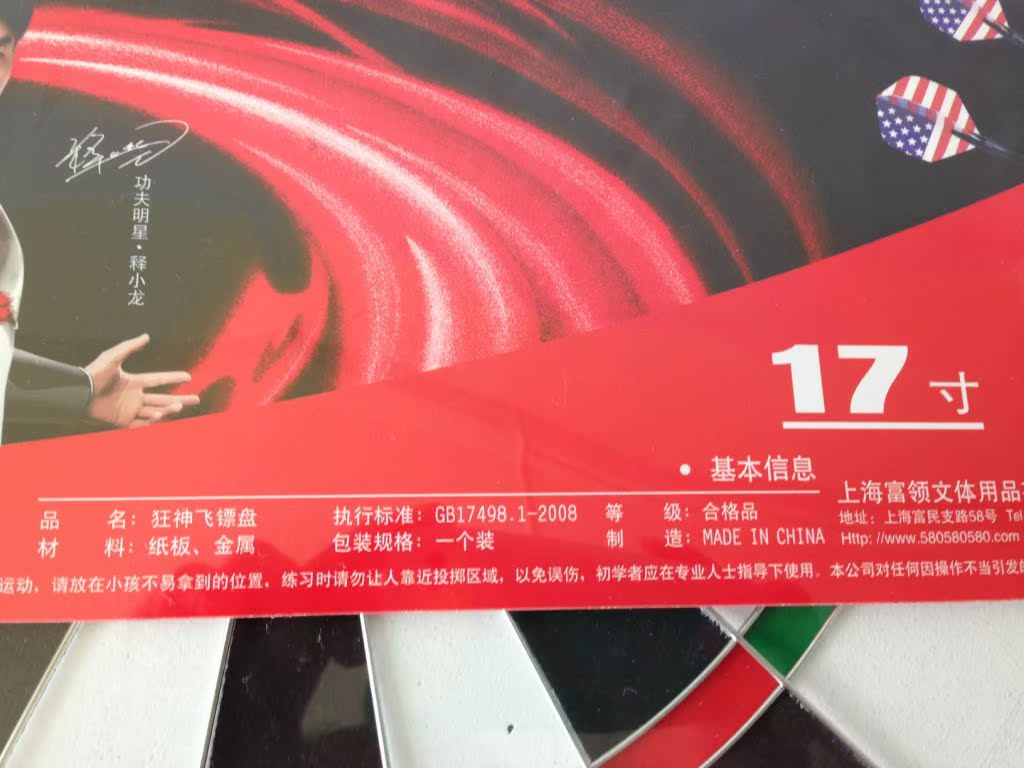 功夫明星·释小龙
17寸
• 基本信息
品 名：狂神飞镖盘 执行标准：GB17498.1-2008 等 级：合格品
材 料：纸板、金属 包装规格：一个装 制 造：MADE IN CHINA
上海富领文体用品
地址：上海富民支路58号 Tel
Http://www.580580580.com
运动，请放在小孩不易拿到的位置，练习时请勿让人靠近投掷区域，以免误伤，初学者应在专业人士指导下使用。本公司对任何因操作不当引发的